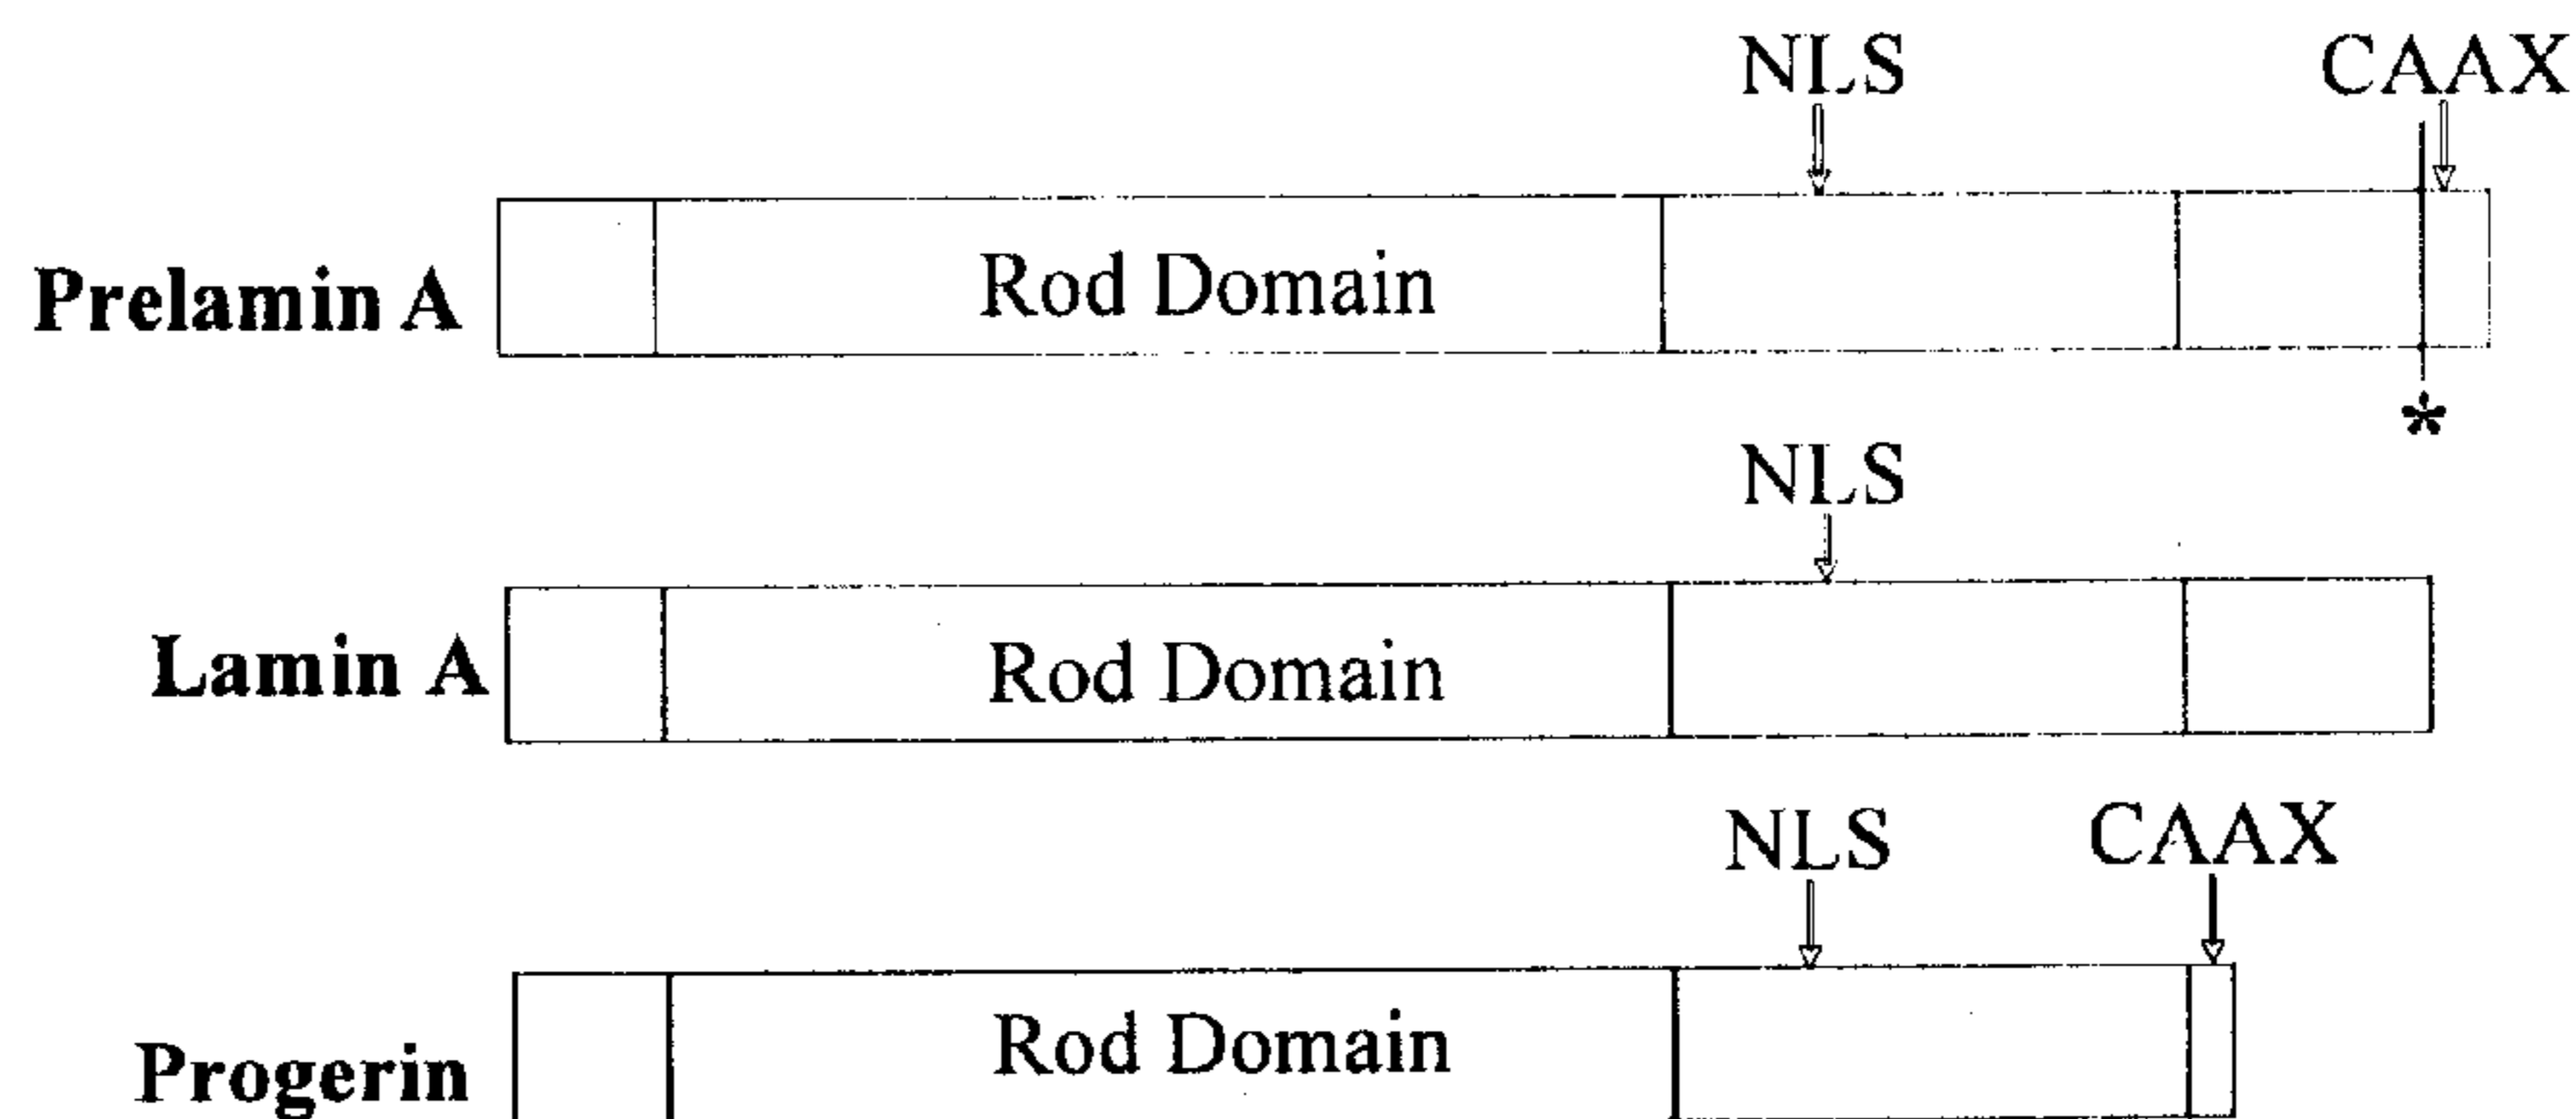 NLS CAAX
Prelamin A Rod Domain
*
NLS
Lamin A Rod Domain
NLS CAAX
Progerin Rod Domain